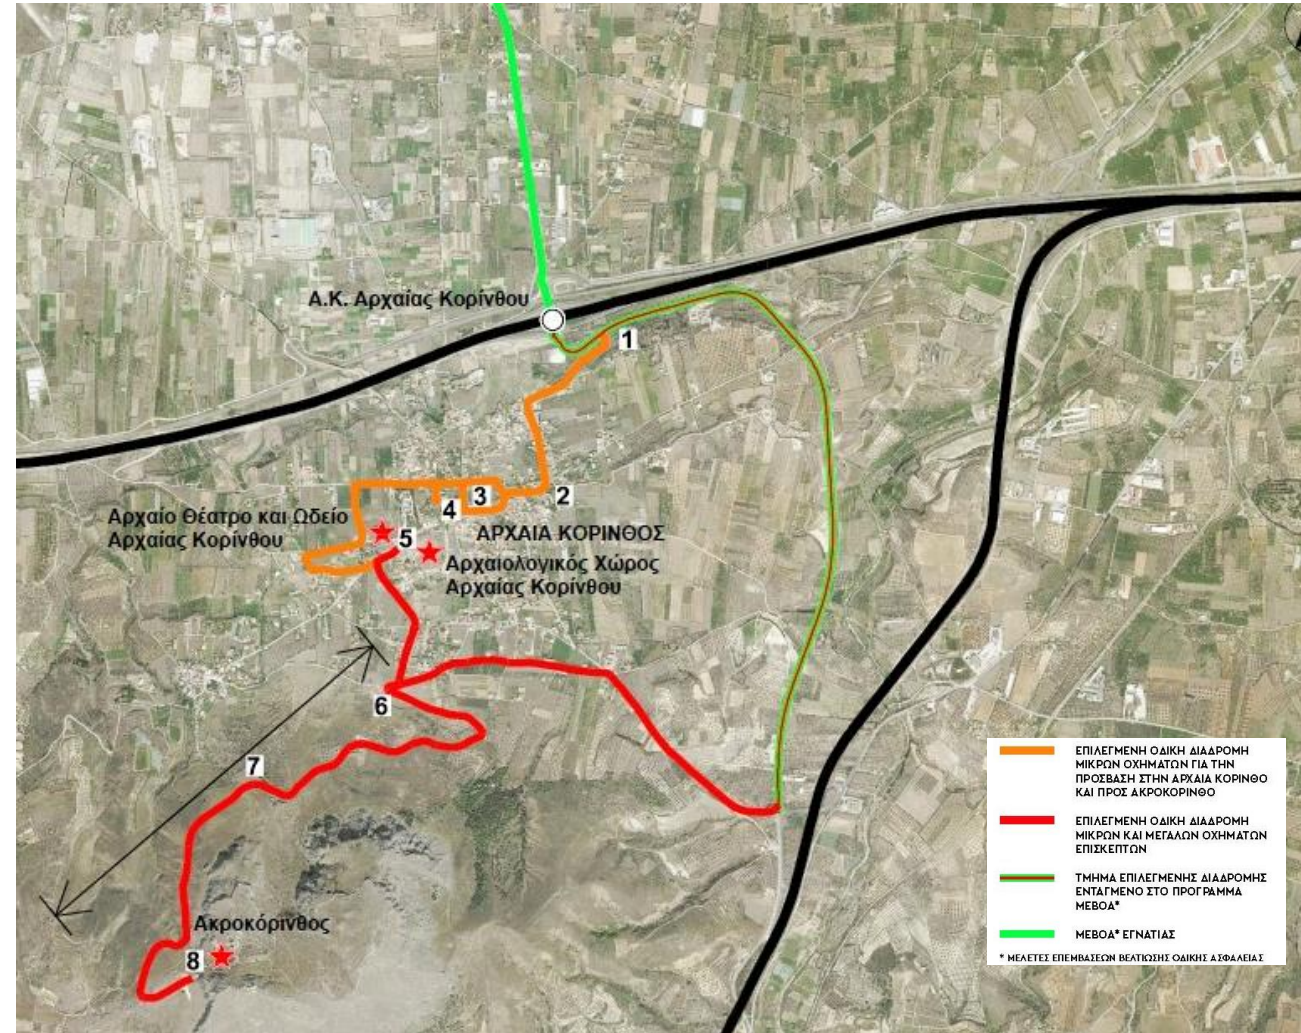 Α.Κ. Αρχαίας Κορίνθου
1
2
3
4
Αρχαίο Θέατρο και Ωδείο
Αρχαίας Κορίνθου
5
ΑΡΧΑΙΑ ΚΟΡΙΝΘΟΣ
Αρχαιολογικός Χώρος
Αρχαίας Κορίνθου
6
7
Ακροκόρινθος
8
ΕΠΙΛΕΓΜΕΝΗ ΟΔΙΚΗ ΔΙΑΔΡΟΜΗ
ΜΙΚΡΩΝ ΟΧΗΜΑΤΩΝ ΓΙΑ ΤΗΝ
ΠΡΟΣΒΑΣΗ ΣΤΗΝ ΑΡΧΑΙΑ ΚΟΡΙΝΘΟ
ΚΑΙ ΠΡΟΣ ΑΚΡΟΚΟΡΙΝΘΟ
ΕΠΙΛΕΓΜΕΝΗ ΟΔΙΚΗ ΔΙΑΔΡΟΜΗ
ΜΙΚΡΩΝ ΚΑΙ ΜΕΓΑΛΩΝ ΟΧΗΜΑΤΩΝ
ΕΠΙΣΚΕΠΤΩΝ
ΤΜΗΜΑ ΕΠΙΛΕΓΜΕΝΗΣ ΔΙΑΔΡΟΜΗΣ
ΕΝΤΑΓΜΕΝΟ ΣΤΟ ΠΡΟΓΡΑΜΜΑ
ΜΕΒΟΑ*
ΜΕΒΟΑ* ΕΓΝΑΤΙΑΣ
* ΜΕΛΕΤΕΣ ΕΠΕΜΒΑΣΕΩΝ ΒΕΛΤΙΩΣΗΣ ΟΔΙΚΗΣ ΑΣΦΑΛΕΙΑΣ